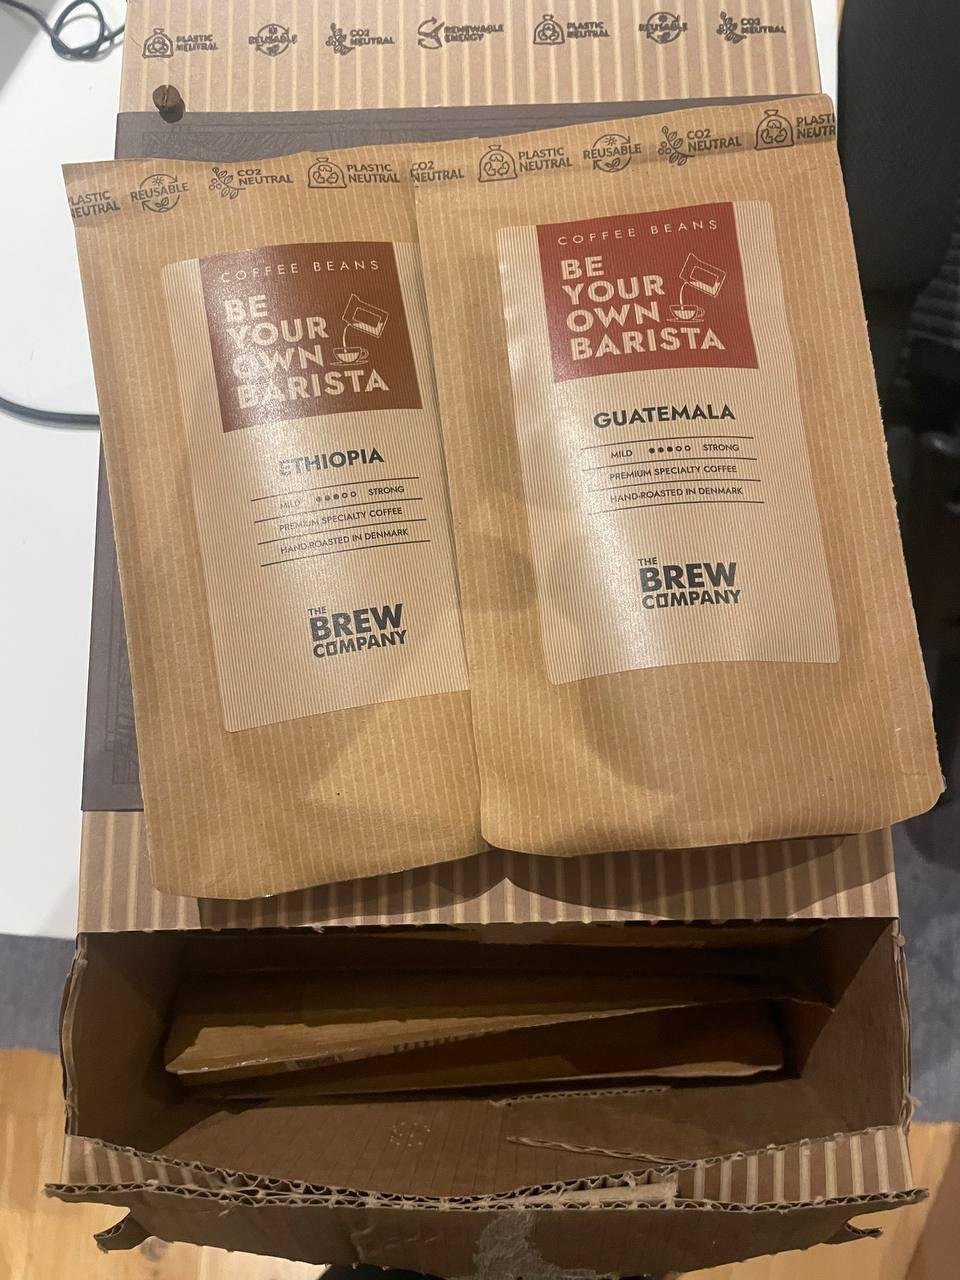 PLASTIC
NEUTRAL
REUSABLE
CO2
NEUTRAL
RENEWABLE
ENERGY
PLASTIC
NEUTRAL
REUSABLE
CO2
NEUTRAL
PLASTIC
NEUTRAL
REUSABLE
CO2
NEUTRAL
PLASTIC
NEUTRAL
COFFEE BEANS
BE
YOUR
OWN
BARISTA
ETHIOPIA
MILD STRONG
PREMIUM SPECIALTY COFFEE
HAND-ROASTED IN DENMARK
THE
BREW
COMPANY
CO2
NEUTRAL
PLASTIC
NEUTRAL
REUSABLE
CO2
NEUTRAL
PLASTIC
NEUTR
COFFEE BEANS
BE
YOUR
OWN
BARISTA
GUATEMALA
MILD STRONG
PREMIUM SPECIALTY COFFEE
HAND-ROASTED IN DENMARK
THE
BREW
COMPANY